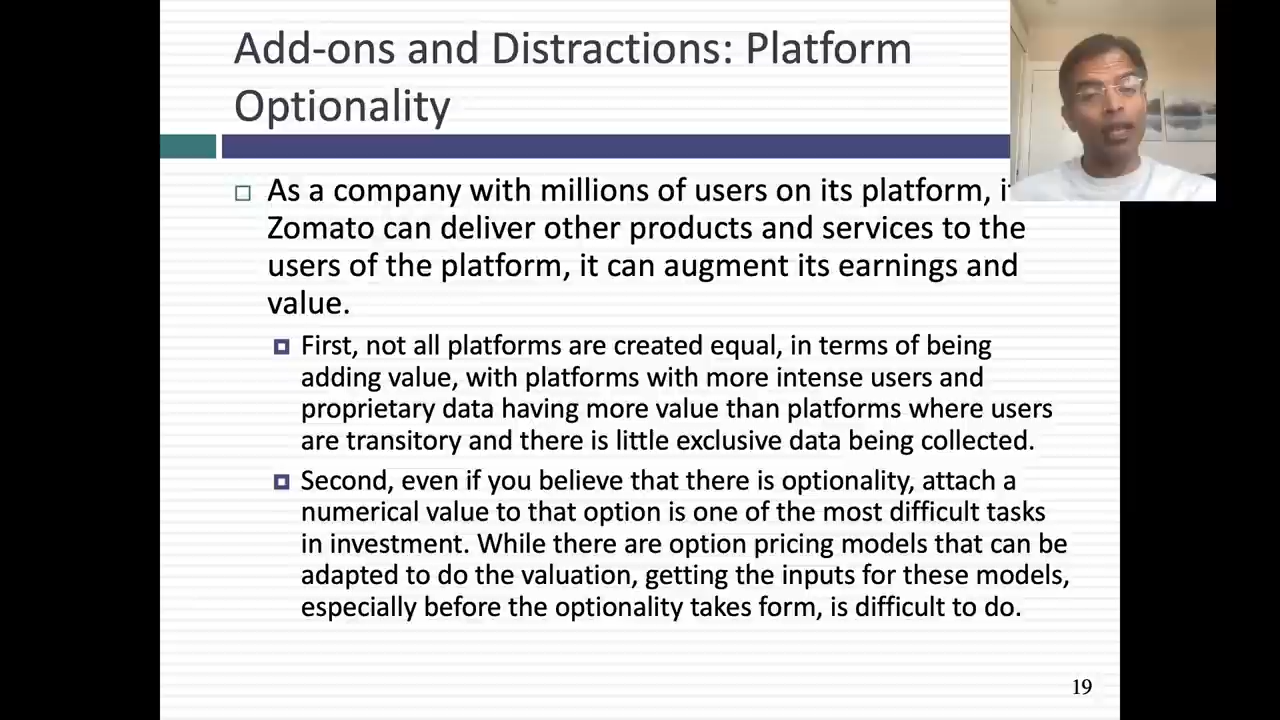 Add-ons and Distractions: Platform
Optionality
As a company with millions of users on its platform,
Zomato can deliver other products and services to the
users of the platform, it can augment its earnings and
value.
First, not all platforms are created equal, in terms of being
adding value, with platforms with more intense users and
proprietary data having more value than platforms where users
are transitory and there is little exclusive data being collected.
Second, even if you believe that there is optionality, attach a
numerical value to that option is one of the most difficult tasks
in investment. While there are option pricing models that can be
adapted to do the valuation, getting the inputs for these models,
especially before the optionality takes form, is difficult to do.
19